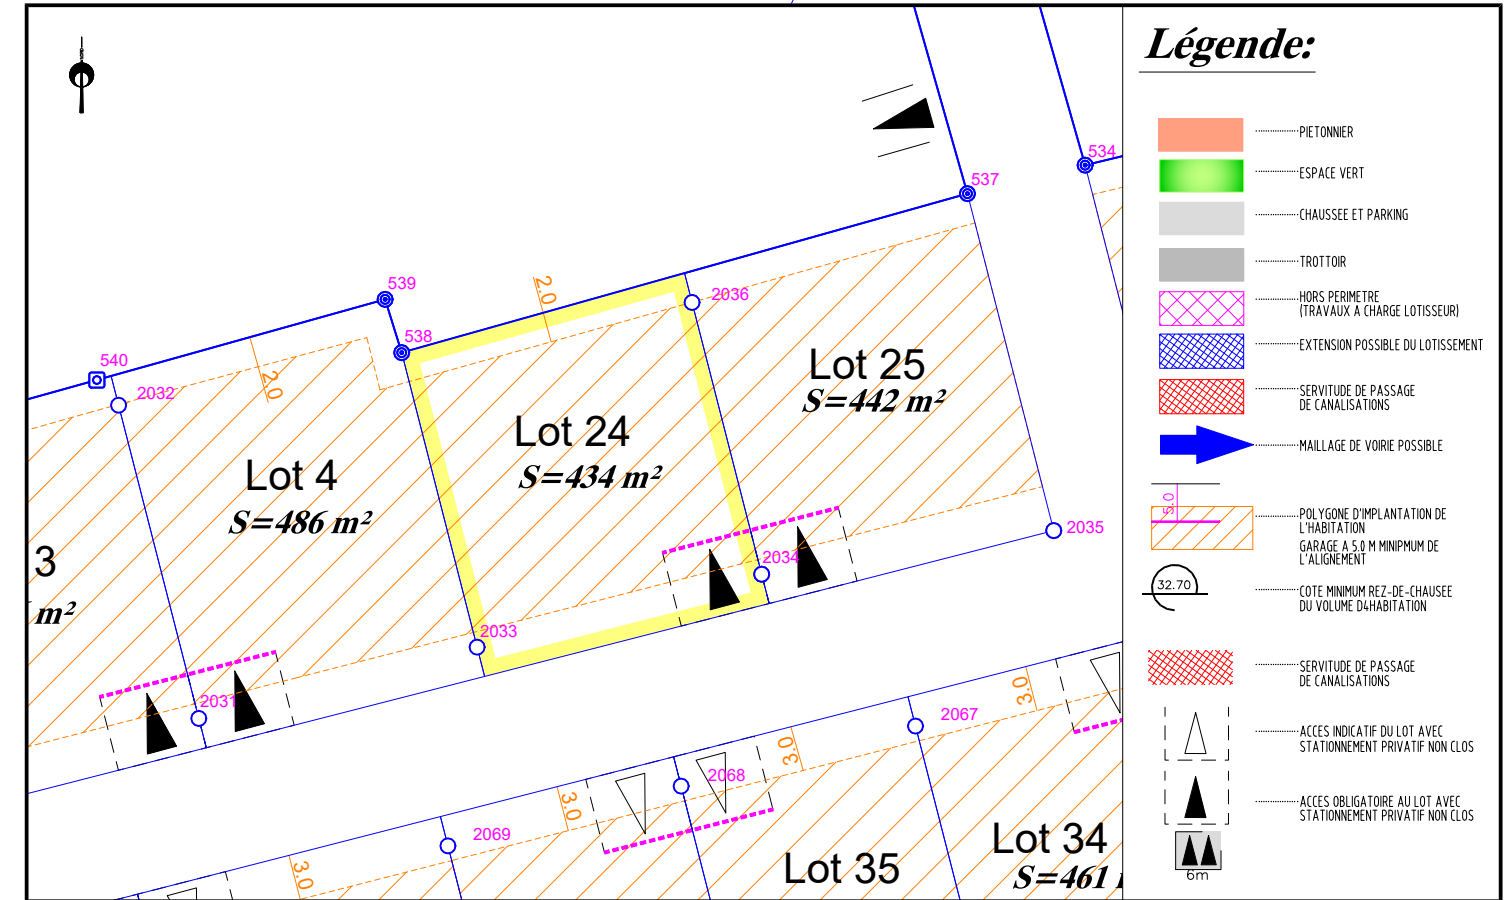 537
534
539
2.0
2036
538
540
2032
2.0
Lot 25
S=442 m²
Lot 24
S=434 m²
Lot 4
S=486 m²
2035
3
m²
2034
2033
2031
3.0
2067
3.0
2068
3.0
2069
Lot 34
S=461
Lot 35
3.0
Légende:
PIETONNIER
ESPACE VERT
CHAUSSEE ET PARKING
TROTTOIR
HORS PERIMETRE
(TRAVAUX A CHARGE LOTISSEUR)
EXTENSION POSSIBLE DU LOTISSEMENT
SERVITUDE DE PASSAGE
DE CANALISATIONS
MAILLAGE DE VOIRIE POSSIBLE
5.0
POLYGONE D'IMPLANTATION DE
L'HABITATION
GARAGE A 5.0 M MINIPMUM DE
L'ALIGNEMENT
32.70
COTE MINIMUM REZ-DE-CHAUSEE
DU VOLUME D4HABITATION
SERVITUDE DE PASSAGE
DE CANALISATIONS
ACCES INDICATIF DU LOT AVEC
STATIONNEMENT PRIVATIF NON CLOS
ACCES OBLIGATOIRE AU LOT AVEC
STATIONNEMENT PRIVATIF NON CLOS
6m